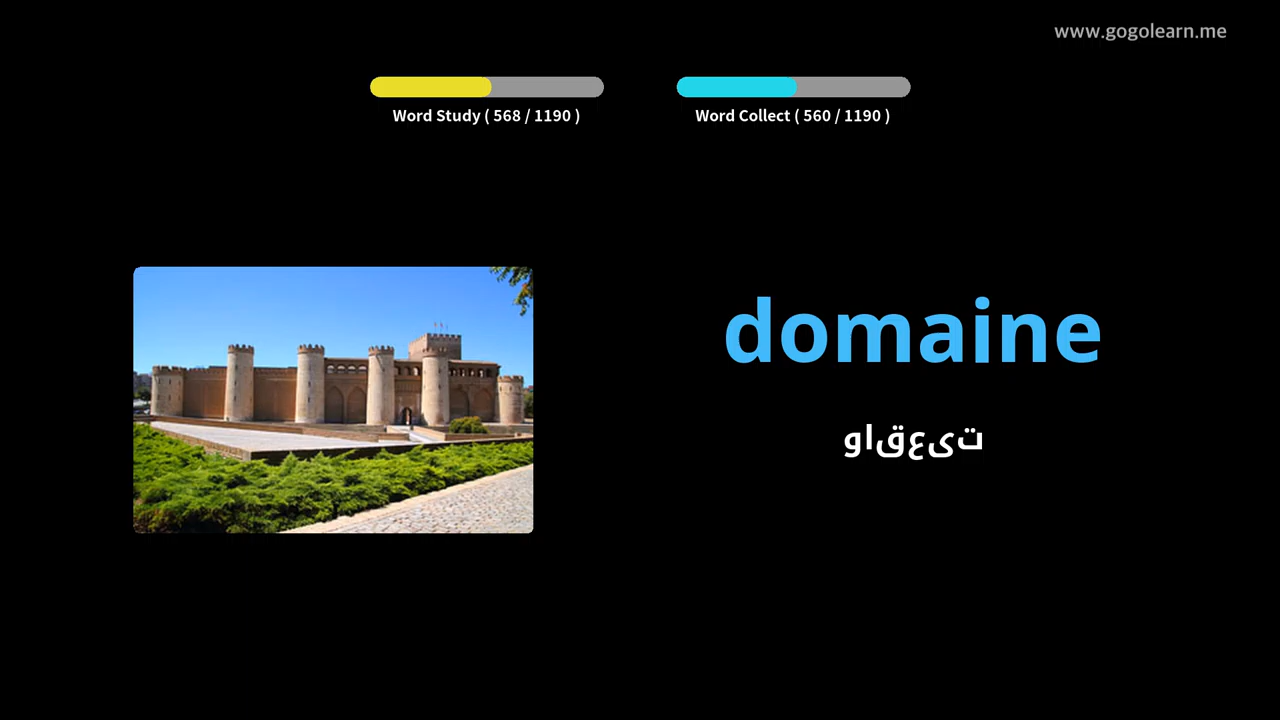 www.gogolearn.me
Word Study ( 568 / 1190 )
Word Collect ( 560 / 1190 )
domaine
واقعیت